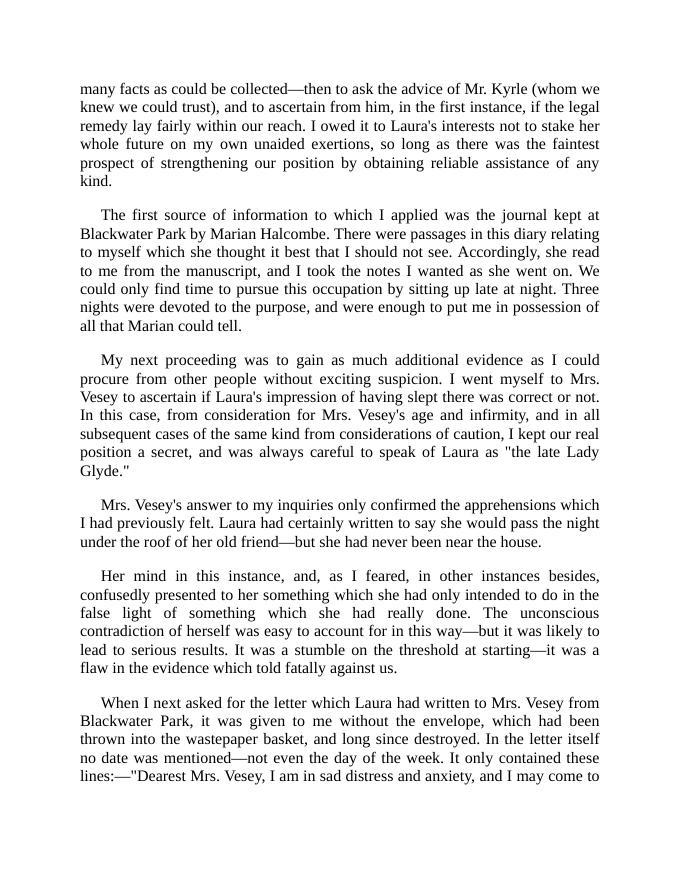 many facts as could be collected—then to ask the advice of Mr. Kyrle (whom we
knew we could trust), and to ascertain from him, in the first instance, if the legal
remedy lay fairly within our reach. I owed it to Laura's interests not to stake her
whole future on my own unaided exertions, so long as there was the faintest
prospect of strengthening our position by obtaining reliable assistance of any
kind.
The first source of information to which I applied was the journal kept at
Blackwater Park by Marian Halcombe. There were passages in this diary relating
to myself which she thought it best that I should not see. Accordingly, she read
to me from the manuscript, and I took the notes I wanted as she went on. We
could only find time to pursue this occupation by sitting up late at night. Three
nights were devoted to the purpose, and were enough to put me in possession of
all that Marian could tell.
My next proceeding was to gain as much additional evidence as I could
procure from other people without exciting suspicion. I went myself to Mrs.
Vesey to ascertain if Laura's impression of having slept there was correct or not.
In this case, from consideration for Mrs. Vesey's age and infirmity, and in all
subsequent cases of the same kind from considerations of caution, I kept our real
position a secret, and was always careful to speak of Laura as "the late Lady
Glyde."
Mrs. Vesey's answer to my inquiries only confirmed the apprehensions which
I had previously felt. Laura had certainly written to say she would pass the night
under the roof of her old friend—but she had never been near the house.
Her mind in this instance, and, as I feared, in other instances besides,
confusedly presented to her something which she had only intended to do in the
false light of something which she had really done. The unconscious
contradiction of herself was easy to account for in this way—but it was likely to
lead to serious results. It was a stumble on the threshold at starting—it was a
flaw in the evidence which told fatally against us.
When I next asked for the letter which Laura had written to Mrs. Vesey from
Blackwater Park, it was given to me without the envelope, which had been
thrown into the wastepaper basket, and long since destroyed. In the letter itself
no date was mentioned—not even the day of the week. It only contained these
lines:—"Dearest Mrs. Vesey, I am in sad distress and anxiety, and I may come to